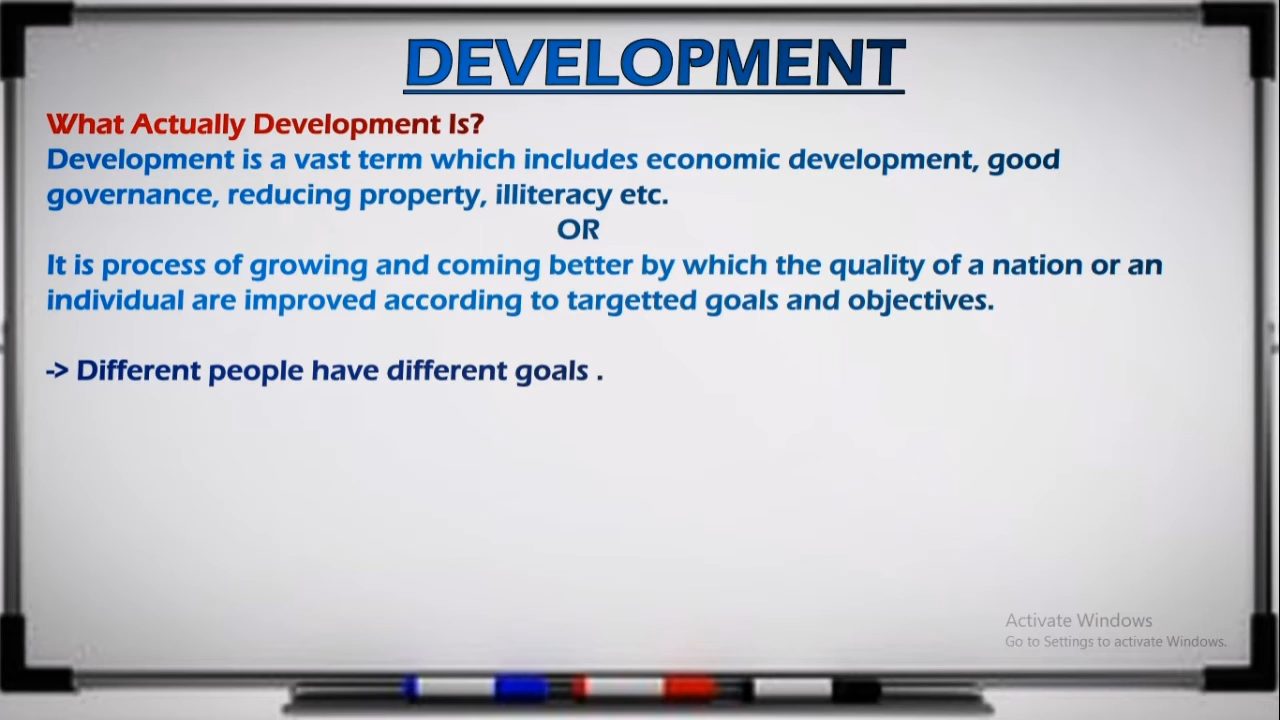 DEVELOPMENT
What Actually Development Is?
Development is a vast term which includes economic development, good
governance, reducing property, illiteracy etc.
OR
It is process of growing and coming better by which the quality of a nation or an
individual are improved according to targetted goals and objectives.
-> Different people have different goals .
Activate Windows
Go to Settings to activate Windows.